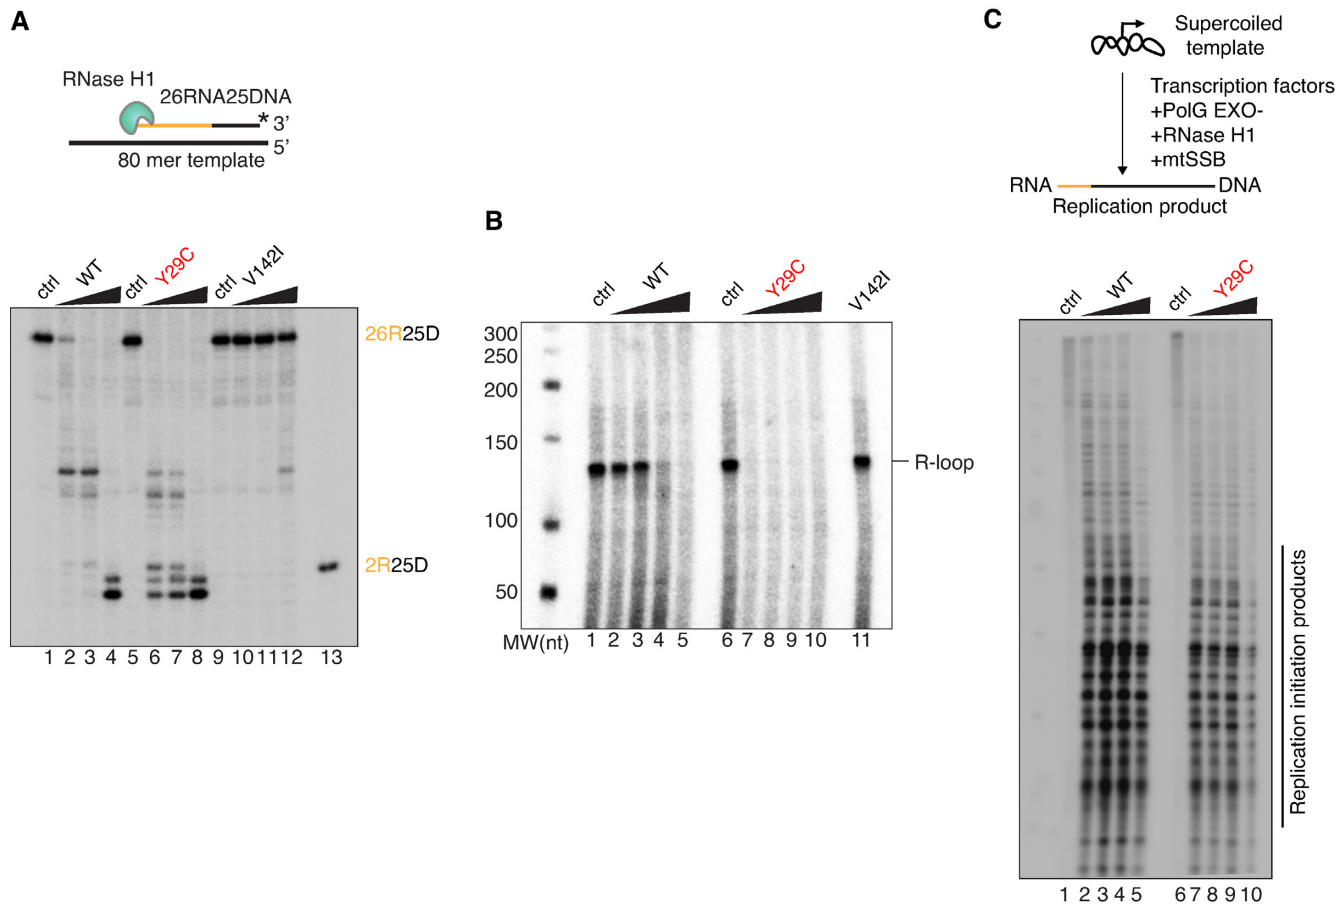 A
RNase H1
26RNA25DNA
* 3’
5’
80 mer template
ctrl WT ctrl Y29C ctrl V142I
26R25D
2R25D
1 2 3 4 5 6 7 8 9 10 11 12 13
B
ctrl WT ctrl Y29C V142I
300
250
200
150
100
50
R-loop
MW(nt) 1 2 3 4 5 6 7 8 9 10 11
C
Supercoiled
template
Transcription factors
+PolG EXO-
+RNase H1
+mtSSB
RNA DNA
Replication product
ctrl WT ctrl Y29C
Replication initiation products
1 2 3 4 5 6 7 8 9 10